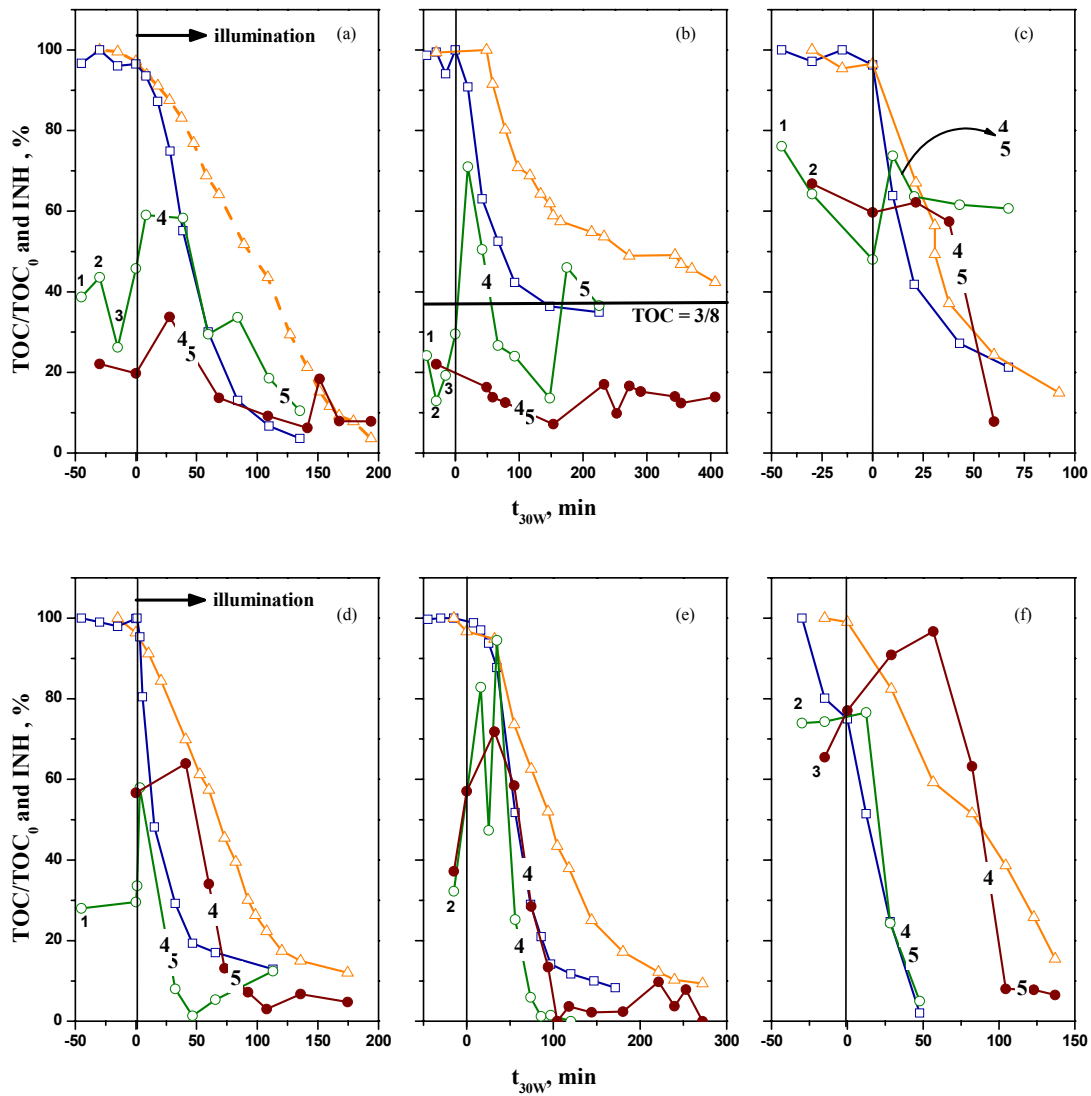 illumination
(a)
(b)
(c)
TOC/TOC0 and INH , %
100
80
60
40
20
0
1
2
3
4
4
5
5
-50 0 50 100 150 200
1
2
3
4
4
5
5
TOC = 3/8
0 100 200 300 400
1
2
4
5
4
5
-50 -25 0 25 50 75 100
t30W, min
illumination
(d)
(e)
(f)
TOC/TOC0 and INH , %
100
80
60
40
20
0
1
4
5
4
5
-50 0 50 100 150 200
2
4
4
0 100 200 300
2
3
4
5
4
5
-50 0 50 100 150
t30W, min